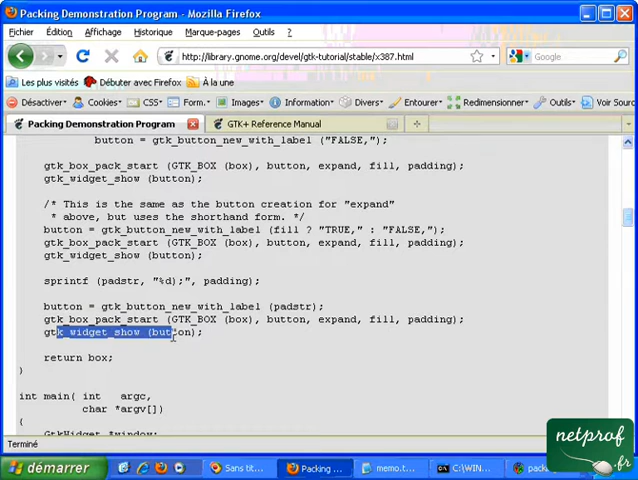 Packing Demonstration Program - Mozilla Firefox
Fichier Édition Affichage Historique Marque-pages Outils ?
http://library.gnome.org/devel/gtk-tutorial/stable/x387.html
Google
Les plus visités Débuter avec Firefox À la une
Désactiver Cookies CSS Form. Images Information Divers Entourer Redimensionner Outils Voir Sourc
Packing Demonstration Program GTK+ Reference Manual
button = gtk_button_new_with_label ("FALSE,");
gtk_box_pack_start (GTK_BOX (box), button, expand, fill, padding);
gtk_widget_show (button);
/* This is the same as the button creation for "expand"
* above, but uses the shorthand form. */
button = gtk_button_new_with_label (fill ? "TRUE," : "FALSE,");
gtk_box_pack_start (GTK_BOX (box), button, expand, fill, padding);
gtk_widget_show (button);
sprintf (padstr, "%d);", padding);
button = gtk_button_new_with_label (padstr);
gtk_box_pack_start (GTK_BOX (box), button, expand, fill, padding);
gtk_widget_show (button);
return box;
}
int main( int argc,
char *argv[])
{
GtkWidget *window;
Terminé
démarrer Sans tit... Packing ... memo.t... C:\WIN... pack
netprof
.fr